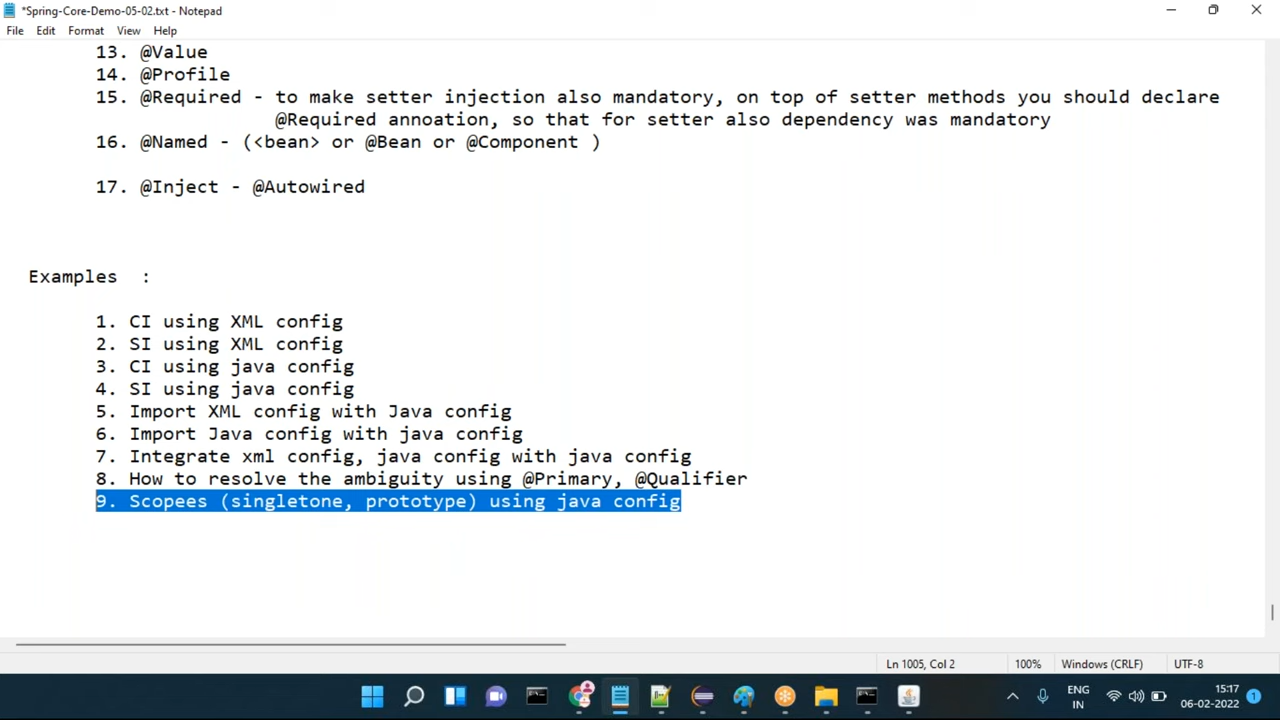 *Spring-Core-Demo-05-02.txt - Notepad
File Edit Format View Help
13. @Value
14. @Profile
15. @Required - to make setter injection also mandatory, on top of setter methods you should declare
@Required annoation, so that for setter also dependency was mandatory
16. @Named - (<bean> or @Bean or @Component )
17. @Inject - @Autowired
Examples :
1. CI using XML config
2. SI using XML config
3. CI using java config
4. SI using java config
5. Import XML config with Java config
6. Import Java config with java config
7. Integrate xml config, java config with java config
8. How to resolve the ambiguity using @Primary, @Qualifier
9. Scopees (singletone, prototype) using java config
Ln 1005, Col 2 100% Windows (CRLF) UTF-8
ENG 15:17
IN 06-02-2022 1